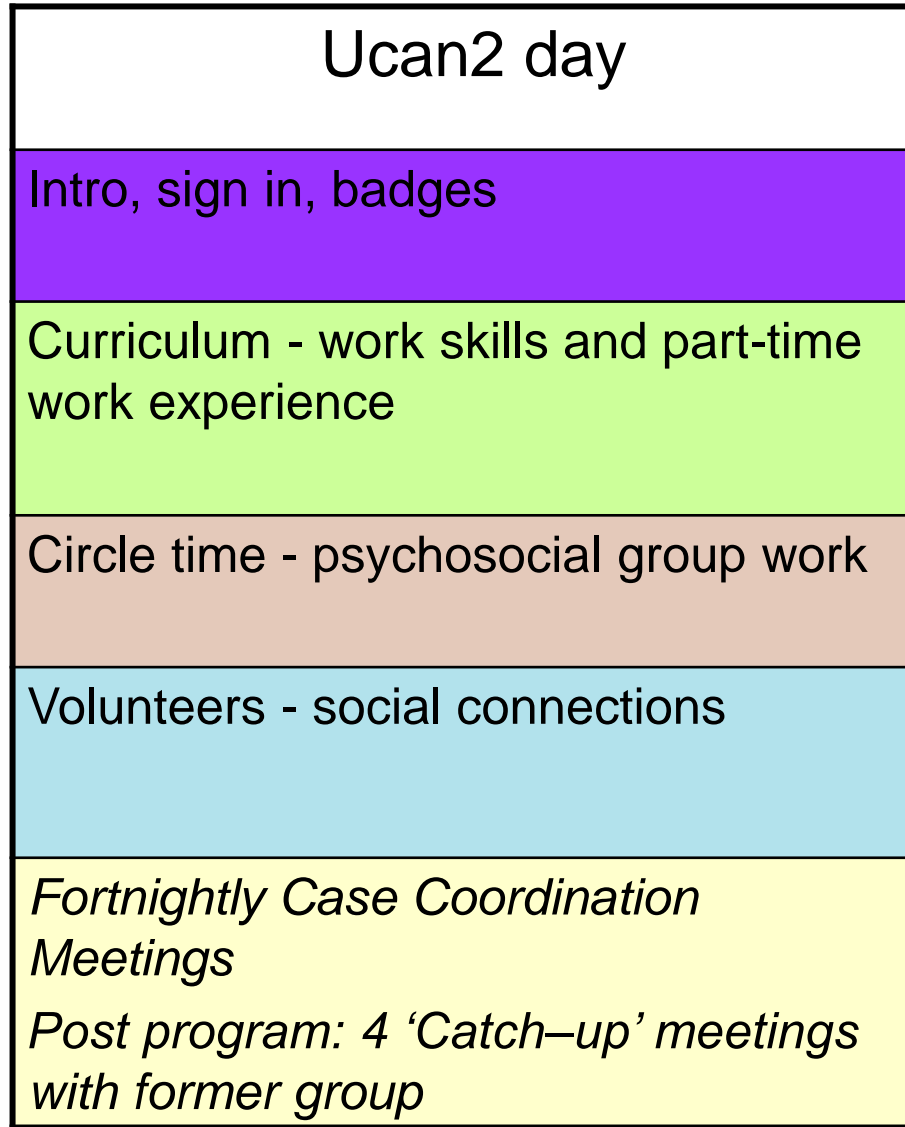 Ucan2 day
Intro, sign in, badges
Curriculum - work skills and part-time
work experience
Circle time - psychosocial group work
Volunteers - social connections
Fortnightly Case Coordination
Meetings
Post program: 4 ‘Catch–up’ meetings
with former group